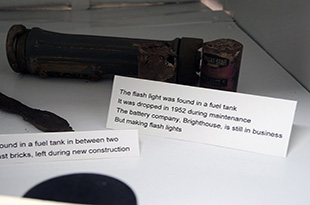 The flash light was found in a fuel tank
It was dropped in 1952 during maintenance
The battery company, Brighthouse, is still in business
But making flash lights
ound in a fuel tank in between two
st bricks, left during new construction